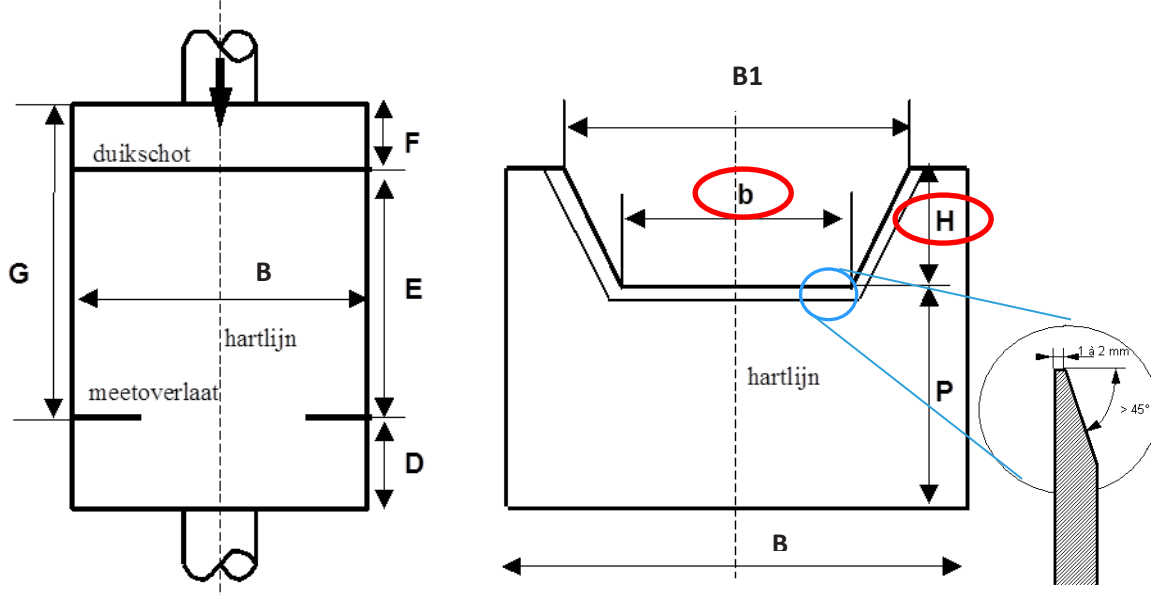 F
duikschot
G
B
E
hartlijn
meetoverlaat
D
B1
b
H
hartlijn
P
B
1 à 2 mm
> 45°